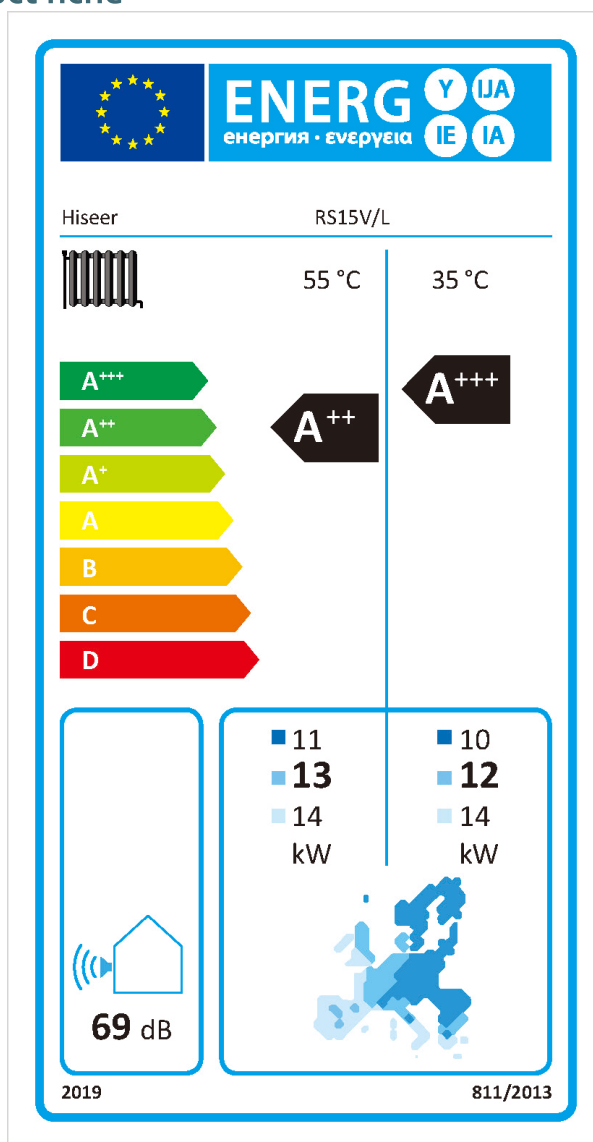 ENERG
енергия · ενεργεια
Y IJA
IE IA
Hiseer RS15V/L
55 °C 35 °C
A+++
A++
A+
A
B
C
D
A++
A+++
11 10
13 12
14 14
kW kW
69 dB
2019 811/2013